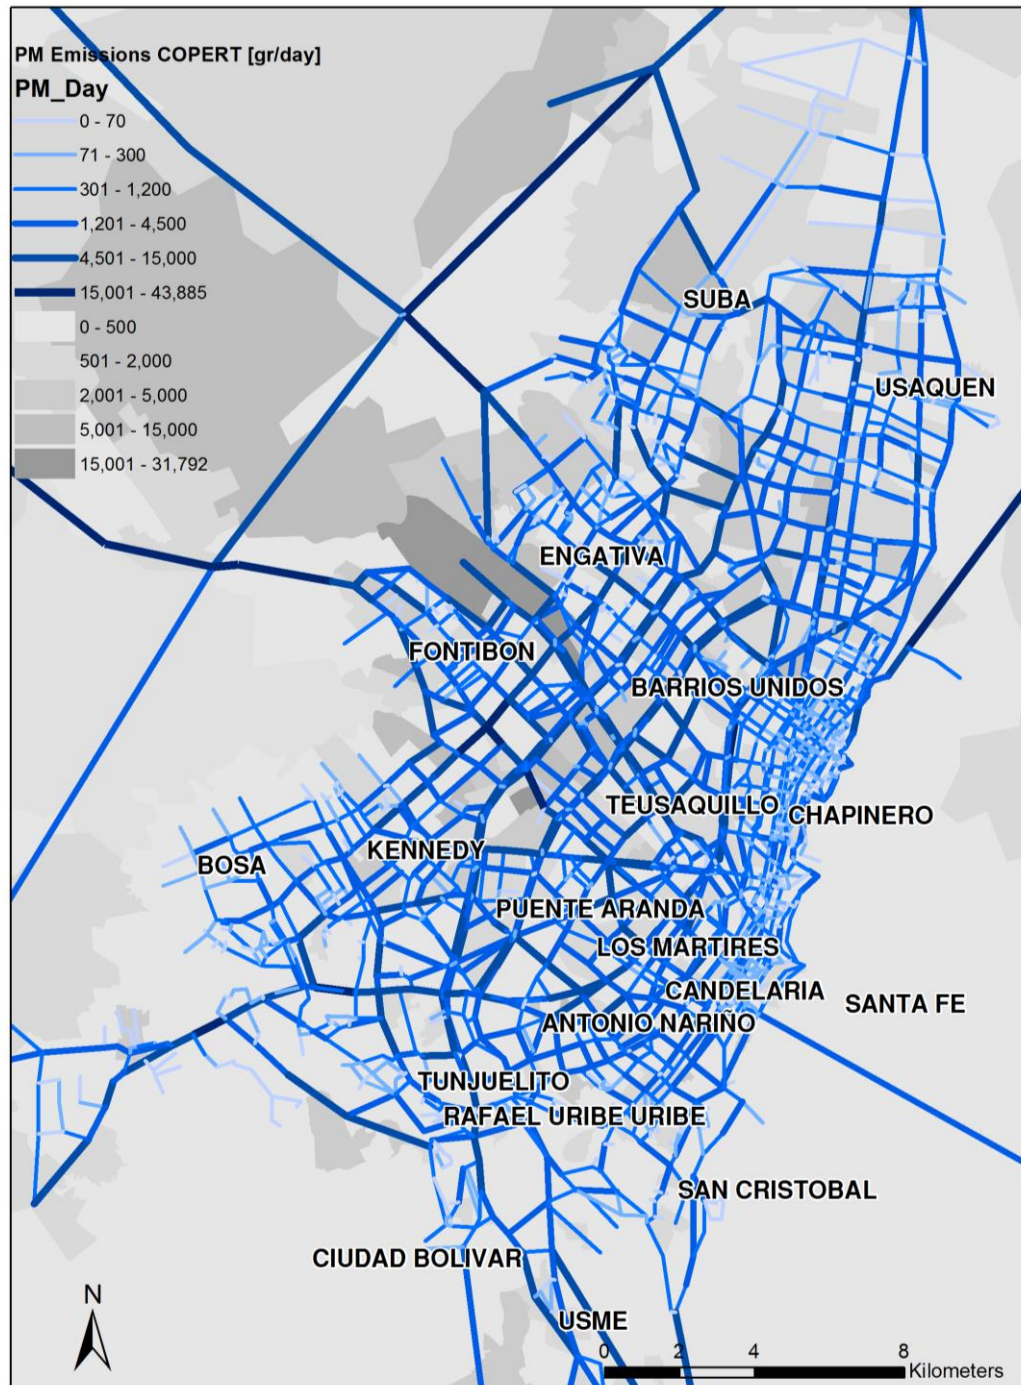 PM Emissions COPERT [gr/day]
PM_Day
0 - 70
71 - 300
301 - 1,200
1,201 - 4,500
4,501 - 15,000
15,001 - 43,885
0 - 500
501 - 2,000
2,001 - 5,000
5,001 - 15,000
15,001 - 31,792
SUBA
USAQUEN
ENGATIVA
FONTIBON
BARRIOS UNIDOS
TEUSAQUILLO
CHAPINERO
KENNEDY
BOSA
PUENTE ARANDA
LOS MARTIRES
CANDELARIA
SANTA FE
ANTONIO NARIÑO
TUNJUELITO
RAFAEL URIBE URIBE
SAN CRISTOBAL
CIUDAD BOLIVAR
N
USME
0 2 4 8
Kilometers